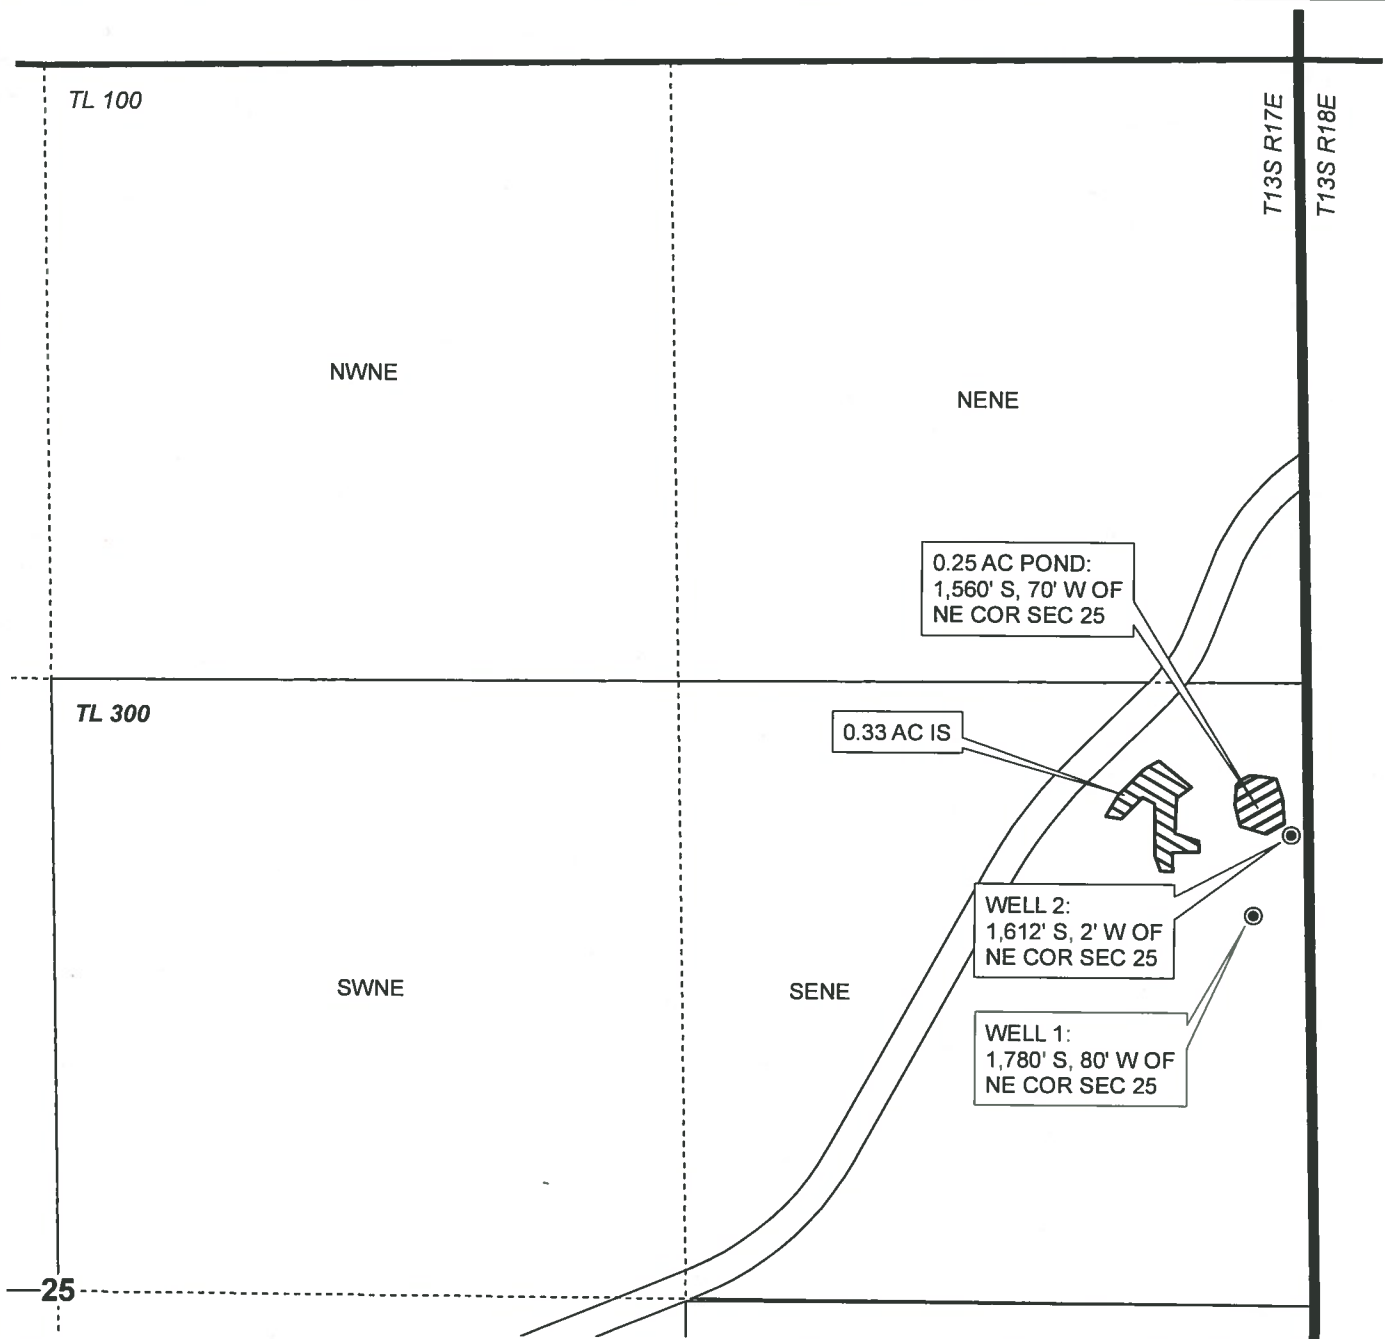 TL 100
T13S R17E
T13S R18E
NWNE
NENE
0.25 AC POND:
1,560' S, 70' W OF
NE COR SEC 25
TL 300
0.33 AC IS
WELL 2:
1,612' S, 2' W OF
NE COR SEC 25
SWNE
SENE
WELL 1:
1,780' S, 80' W OF
NE COR SEC 25
25